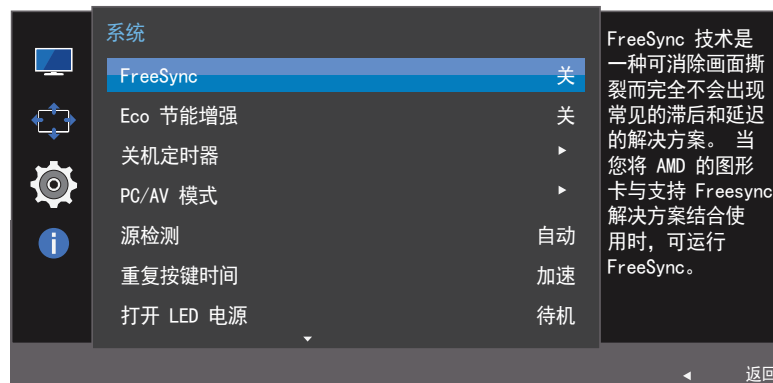 系统
FreeSync 关
Eco 节能增强 关
关机定时器
PC/AV 模式
源检测 自动
重复按键时间 加速
打开 LED 电源 待机
FreeSync 技术是
一种可消除画面撕
裂而完全不会出现
常见的滞后和延迟
的解决方案。 当
您将 AMD 的图形
卡与支持 Freesync
解决方案结合使
用时，可运行
FreeSync。
返回